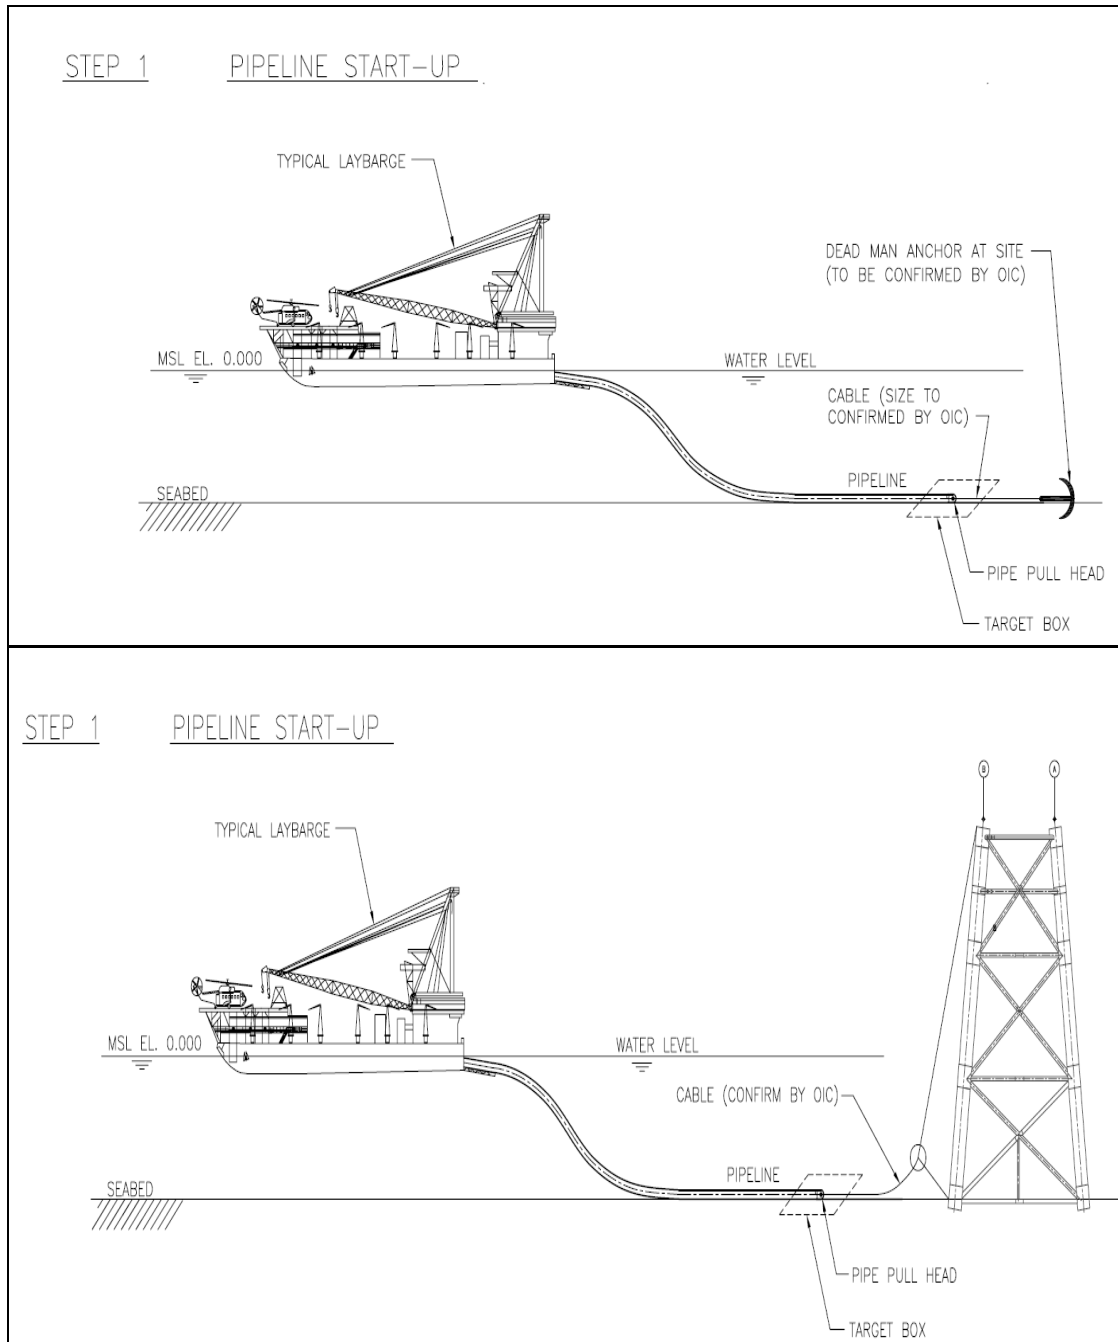 STEP 1 PIPELINE START-UP
TYPICAL LAYBARGE
DEAD MAN ANCHOR AT SITE
(TO BE CONFIRMED BY OIC)
MSL EL. 0.000
WATER LEVEL
CABLE (SIZE TO
CONFIRMED BY OIC)
PIPELINE
SEABED
PIPE PULL HEAD
TARGET BOX
STEP 1 PIPELINE START-UP
B A
TYPICAL LAYBARGE
MSL EL. 0.000
WATER LEVEL
CABLE (CONFIRM BY OIC)
PIPELINE
SEABED
PIPE PULL HEAD
TARGET BOX